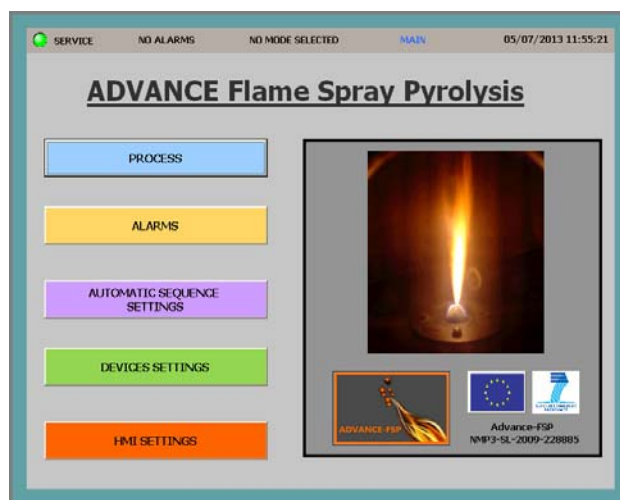 SERVICE NO ALARMS NO MODE SELECTED MAIN 05/07/2013 11:55:21
ADVANCE Flame Spray Pyrolysis
PROCESS
ALARMS
AUTOMATIC SEQUENCE
SETTINGS
DEVICES SETTINGS
HMI SETTINGS
ADVANCE-FSP
Advance-FSP
NMP3-SL-2009-228885